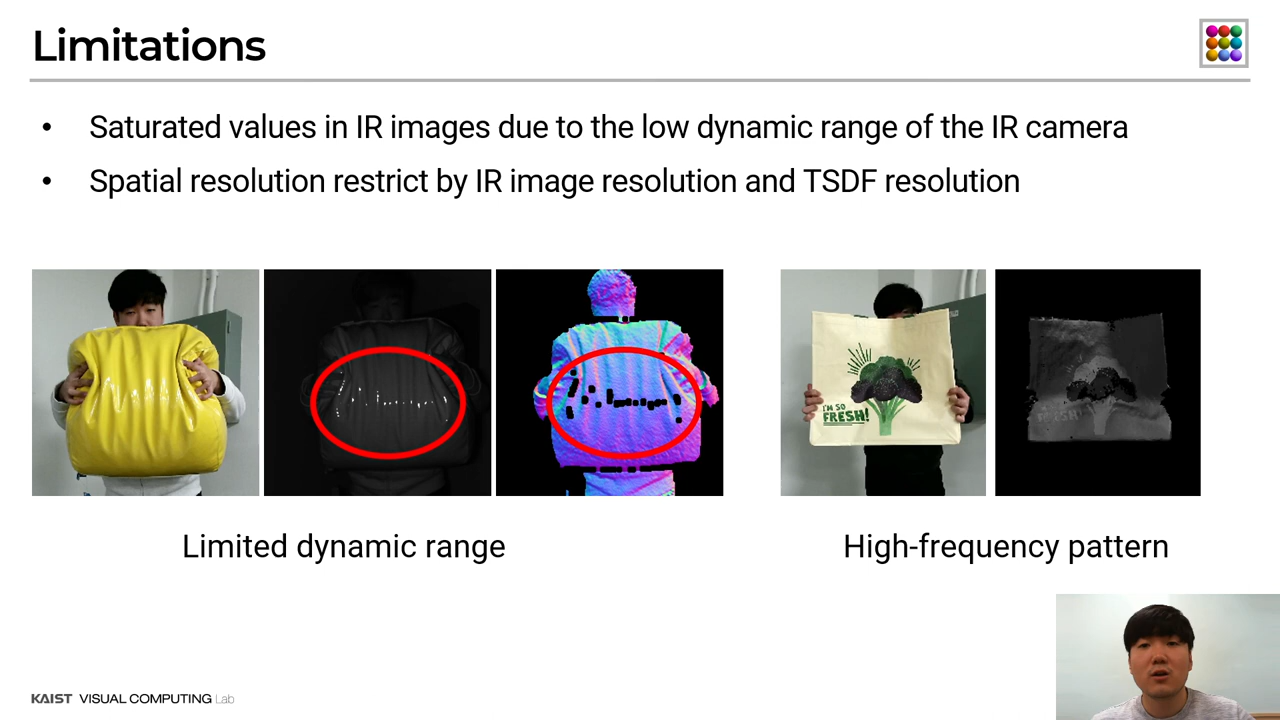 Limitations
• Saturated values in IR images due to the low dynamic range of the IR camera
• Spatial resolution restrict by IR image resolution and TSDF resolution
I'M SO
FRESH!
FRESH!
Limited dynamic range
High-frequency pattern
KAIST VISUAL COMPUTING Lab